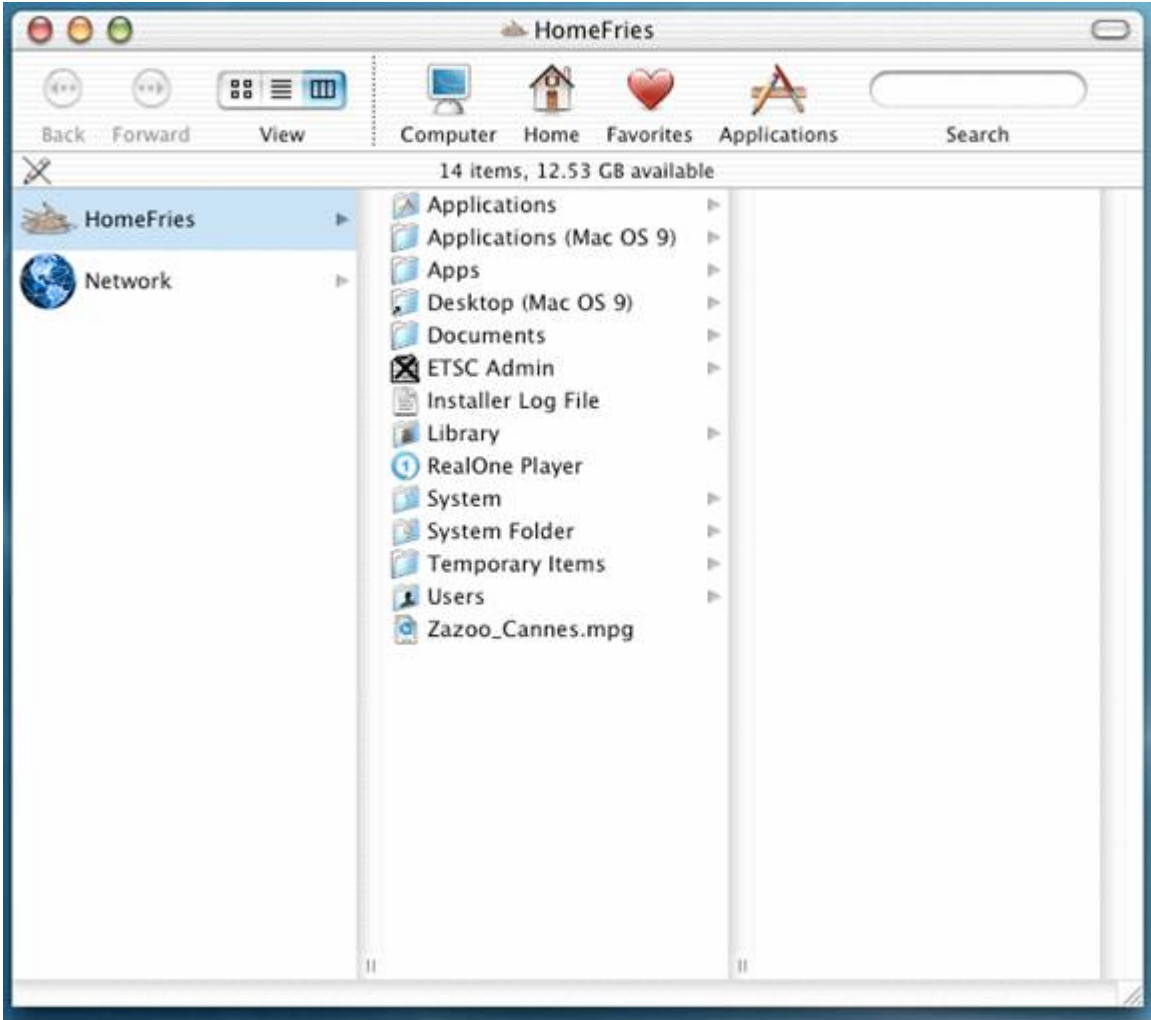 HomeFries
Back Forward View Computer Home Favorites Applications Search
14 items, 12.53 GB available
HomeFries
Network
Applications
Applications (Mac OS 9)
Apps
Desktop (Mac OS 9)
Documents
ETSC Admin
Installer Log File
Library
RealOne Player
System
System Folder
Temporary Items
Users
Zazoo_Cannes.mpg